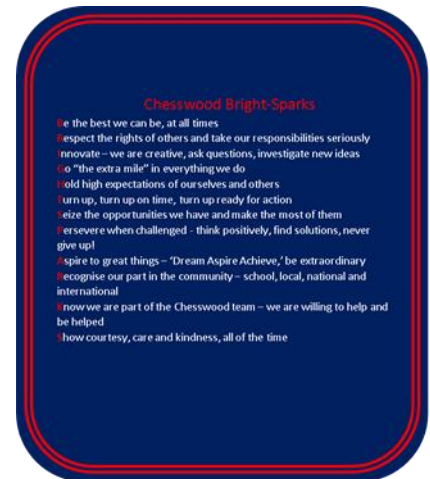 Chesswood Bright-Sparks
Be the best we can be, at all times
Respect the rights of others and take our responsibilities seriously
Innovate – we are creative, ask questions, investigate new ideas
Go "the extra mile" in everything we do
Hold high expectations of ourselves and others
Turn up, turn up on time, turn up ready for action
Seize the opportunities we have and make the most of them
Persevere when challenged - think positively, find solutions, never
give up!
Aspire to great things – 'Dream Aspire Achieve,' be extraordinary
Recognise our part in the community – school, local, national and
international
Know we are part of the Chesswood team – we are willing to help and
be helped
Show courtesy, care and kindness, all of the time